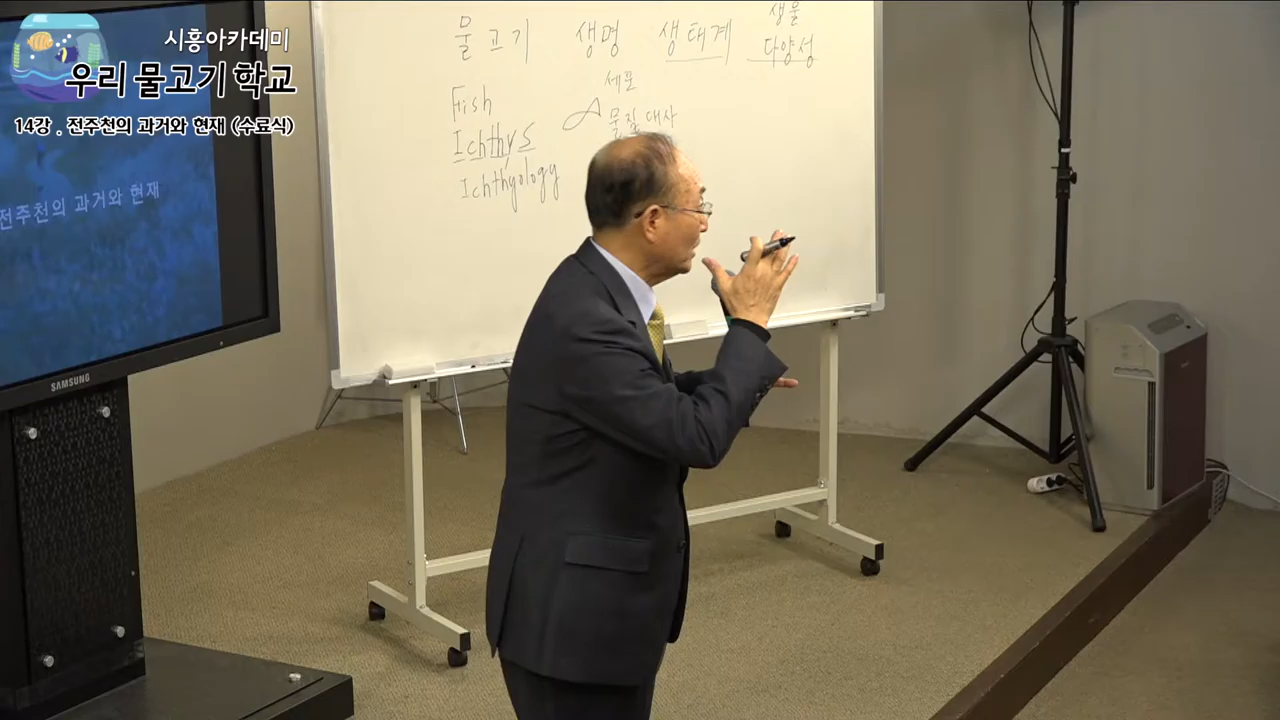 시흥아카데미
우리 물고기 학교
14강 . 전주천의 과거와 현재 (수료식)
전주천의 과거와 현재
SAMSUNG
물고기 생명 생태계 생물
다양성
Fish
Ichthys
Ichthyology
세포
물질대사